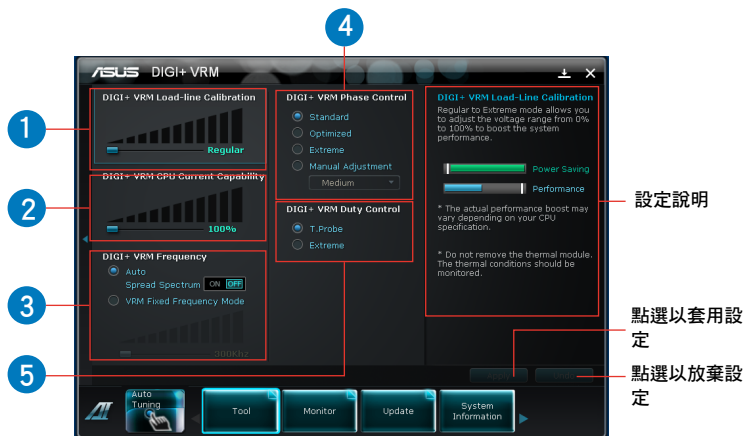 4
ASUS DIGI+ VRM
1
DIGI+ VRM Load-line Calibration
Regular
2
DIGI+ VRM CPU Current Capability
100%
3
DIGI+ VRM Frequency
Auto
Spread Spectrum ON OFF
VRM Fixed Frequency Mode
300Khz
DIGI+ VRM Phase Control
Standard
Optimized
Extreme
Manual Adjustment
Medium
DIGI+ VRM Duty Control
T.Probe
Extreme
5
DIGI+ VRM Load-Line Calibration
Regular to Extreme mode allows you
to adjust the voltage range from 0%
to 100% to boost the system
performance.
Power Saving
Performance
* The actual performance boost may
vary depending on your CPU
specification.
* Do not remove the thermal module.
The thermal conditions should be
monitored.
設定說明
點選以套用設
定
點選以放棄設
定
Auto
Tuning
Tool
Monitor
Update
System
Information